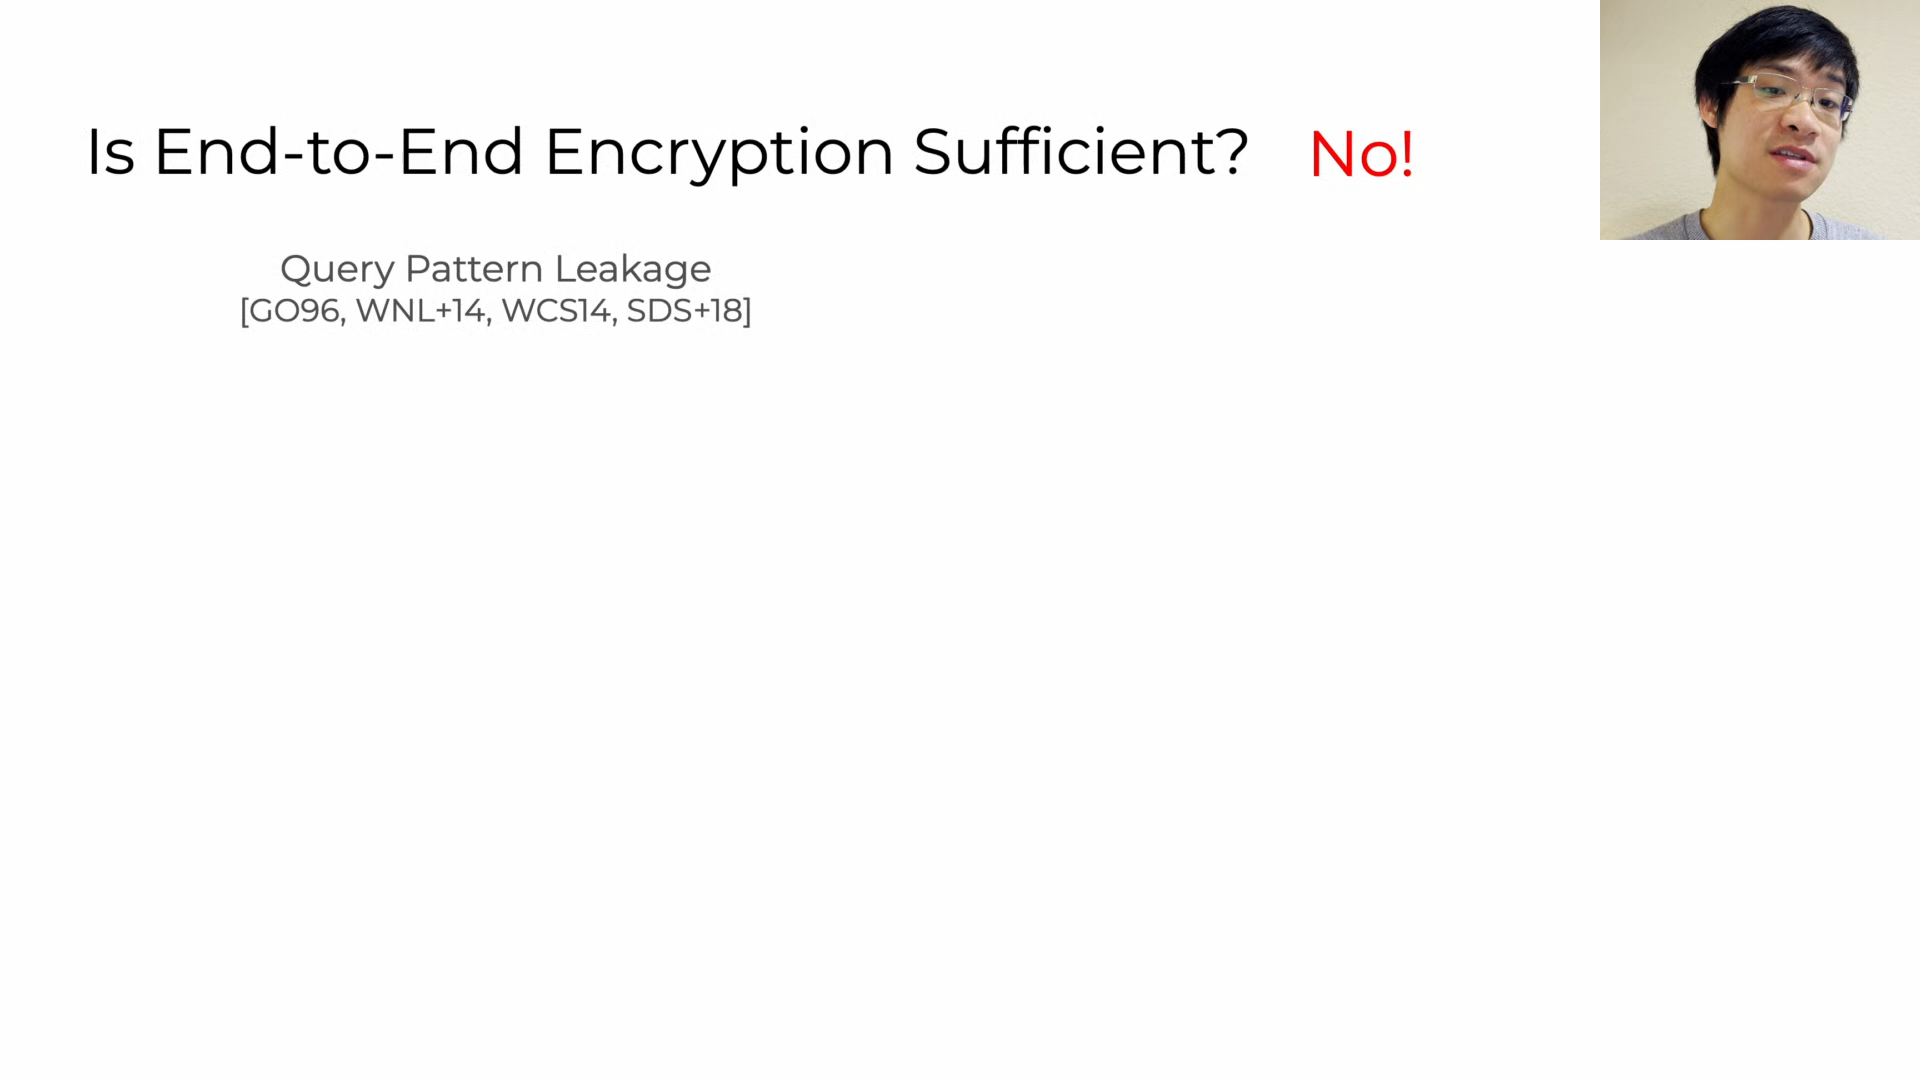 Is End-to-End Encryption Sufficient? No!
Query Pattern Leakage
[GO96, WNL+14, WCS14, SDS+18]